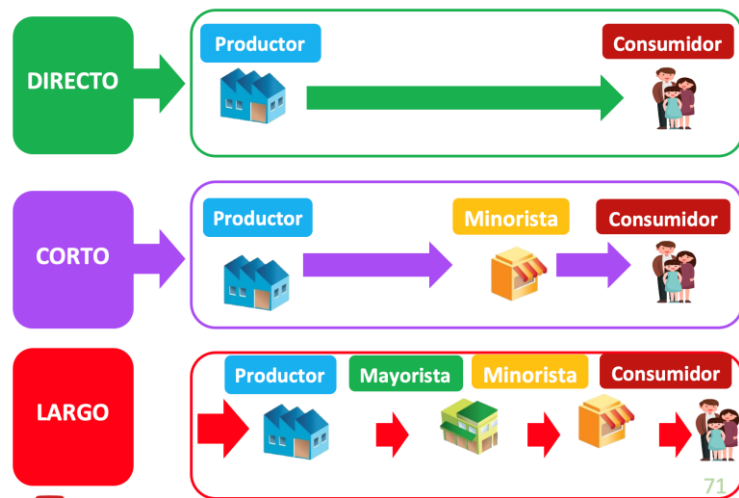 DIRECTO
Productor
Consumidor
CORTO
Productor
Minorista
Consumidor
LARGO
Productor
Mayorista
Minorista
Consumidor
71